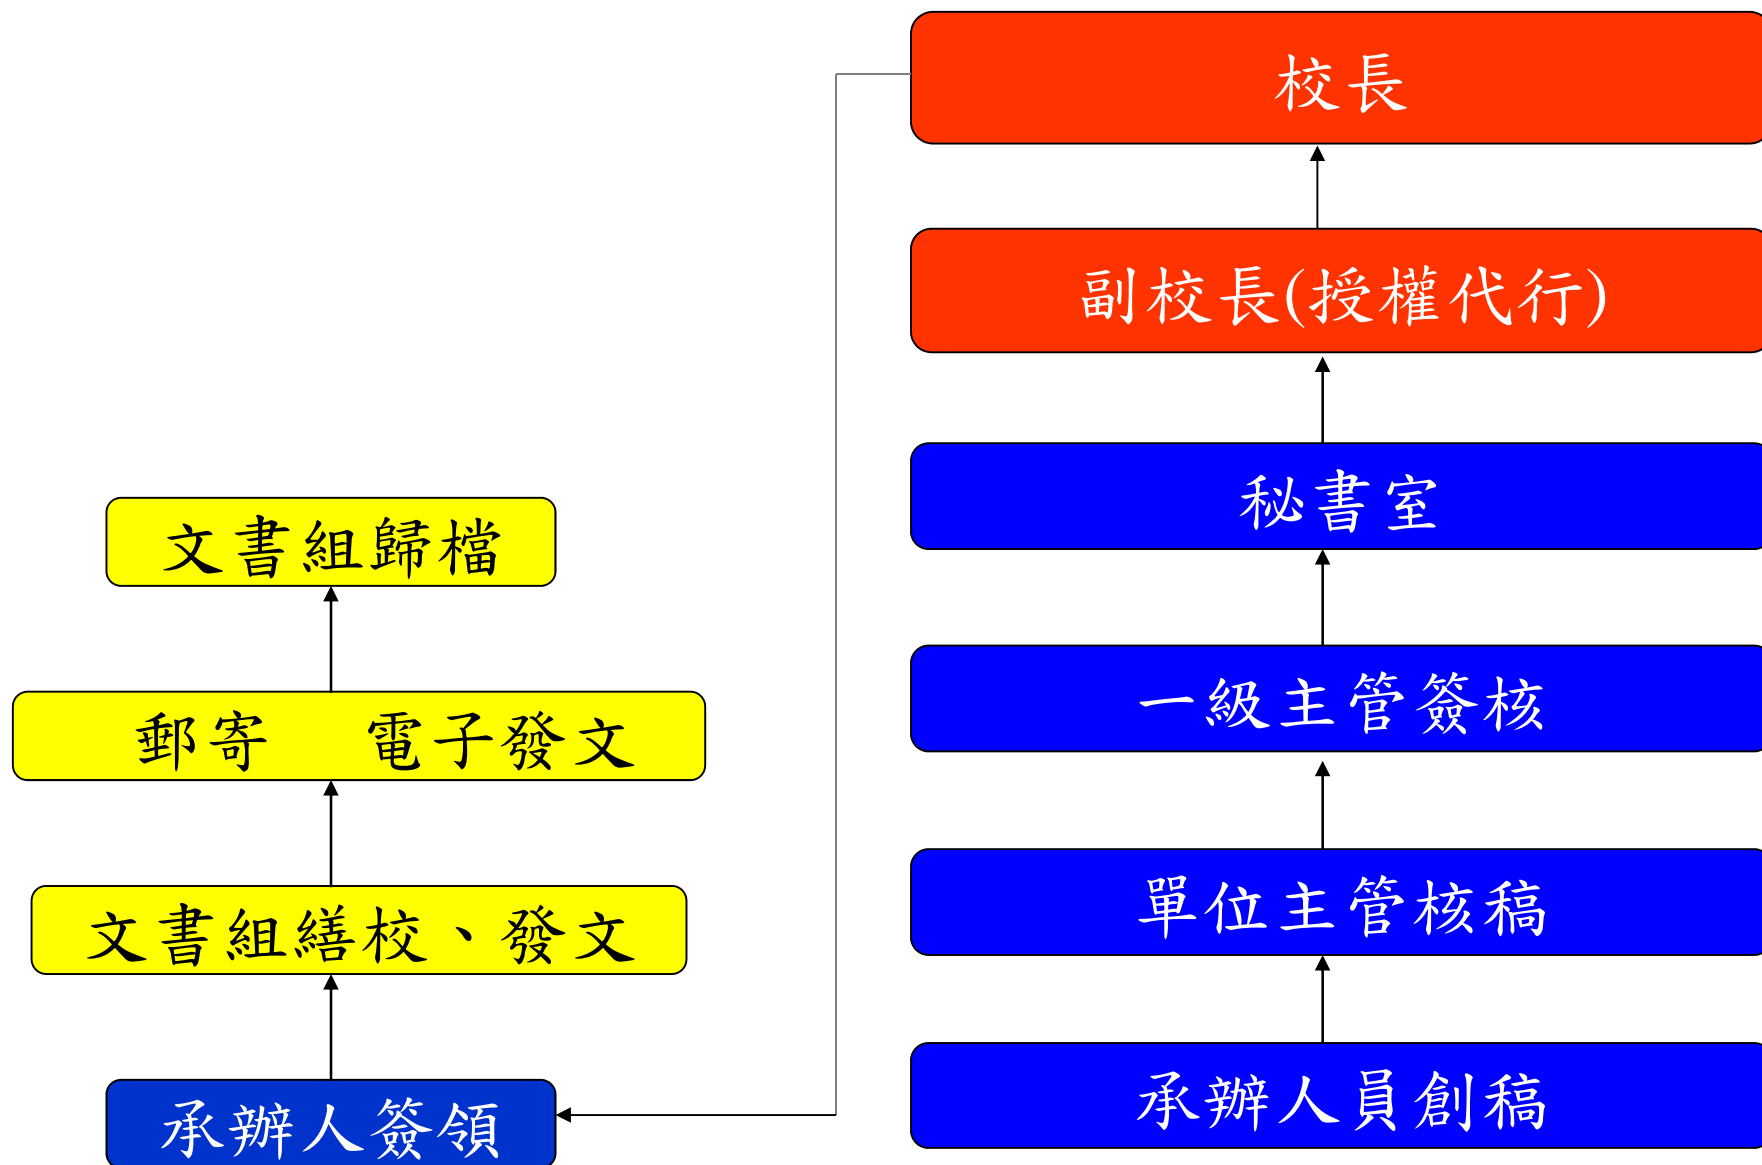 校長
副校長(授權代行)
秘書室
一級主管簽核
單位主管核稿
承辦人員創稿
文書組歸檔
郵寄 電子發文
文書組繕校、發文
承辦人簽領